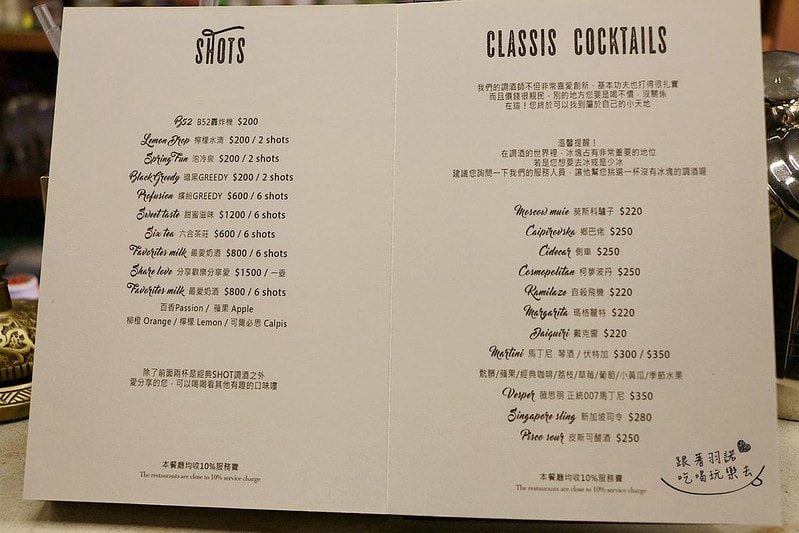 SHOTS
B52 B52轟炸機 $200
Lemon Drop 檸檬水滴 $200 / 2 shots
Spring Fun 泡冷泉 $200 / 2 shots
Black Greedy 暗黑GREEDY $200 / 2 shots
Profusion 繽紛GREEDY $600 / 6 shots
Sweet taste 甜風滋味 $1200 / 6 shots
Six tea 六合茶莊 $600 / 6 shots
Favorites milk 最愛奶酒 $800 / 6 shots
Share love 分享歡樂分享愛 $1500 / 一壺
Favorites milk 最愛奶酒 $800 / 6 shots
百香Passion / 蘋果 Apple
柳橙 Orange / 檸檬 Lemon / 可爾必思 Calpis
除了前面兩杯是經典SHOT調酒之外
愛分享的您，可以喝喝看其他有趣的口味哩
本餐廳均收10%服務費
The restaurants are close to 10% service charge
CLASSIS COCKTAILS
我們的調酒師不但非常喜愛創新，基本功夫也打得很扎實
而且價錢很親民，別的地方您要是喝不慣，沒關係
在這！您終於可以找到屬於自己的小天地
溫馨提醒！
在調酒的世界裡，冰塊占有非常重要的地位
若是您想要去冰或是少冰
建議您詢問一下我們的服務人員，讓他幫您挑選一杯沒有冰塊的調酒喔
Moscow muie 莫斯科騾子 $220
Caipirovska 鄉巴佬 $250
Cidecar 側車 $250
Cosmopolitan 柯夢波丹 $250
Kamilaze 自殺飛機 $220
Margarita 瑪格麗特 $220
Daiquiri 戴克雷 $220
Martini 馬丁尼 琴酒 / 伏特加 $300 / $350
骯髒/蘋果/經典咖啡/荔枝/草莓/葡萄/小黃瓜/季節水果
Vesper 薇思朋 正統007馬丁尼 $350
Singapore sling 新加坡司令 $280
Pisco sour 皮斯可酸酒 $250
本餐廳均收10%服務費
The restaurants are close to 10% service charge
跟著羽諾
吃喝玩樂去